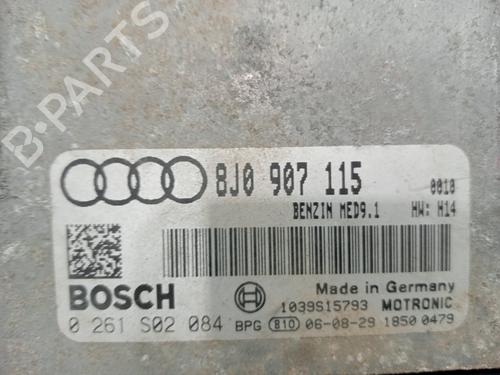 8J0 907 115 0010
BENZIN MED9.1 HW: H14
BOSCH
Made in Germany
1039S15793 MOTRONIC
0 261 S02 084 BPG 810 06-08-29 1850 0479
B-PARTS